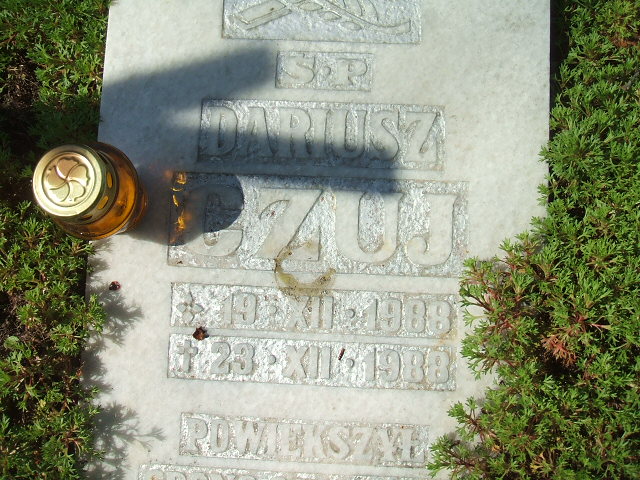 Ś.P.
DARIUSZ
CZUJ
* 19 · XII · 1988
† 23 · XII · 1988
POWIĘKSZYŁ